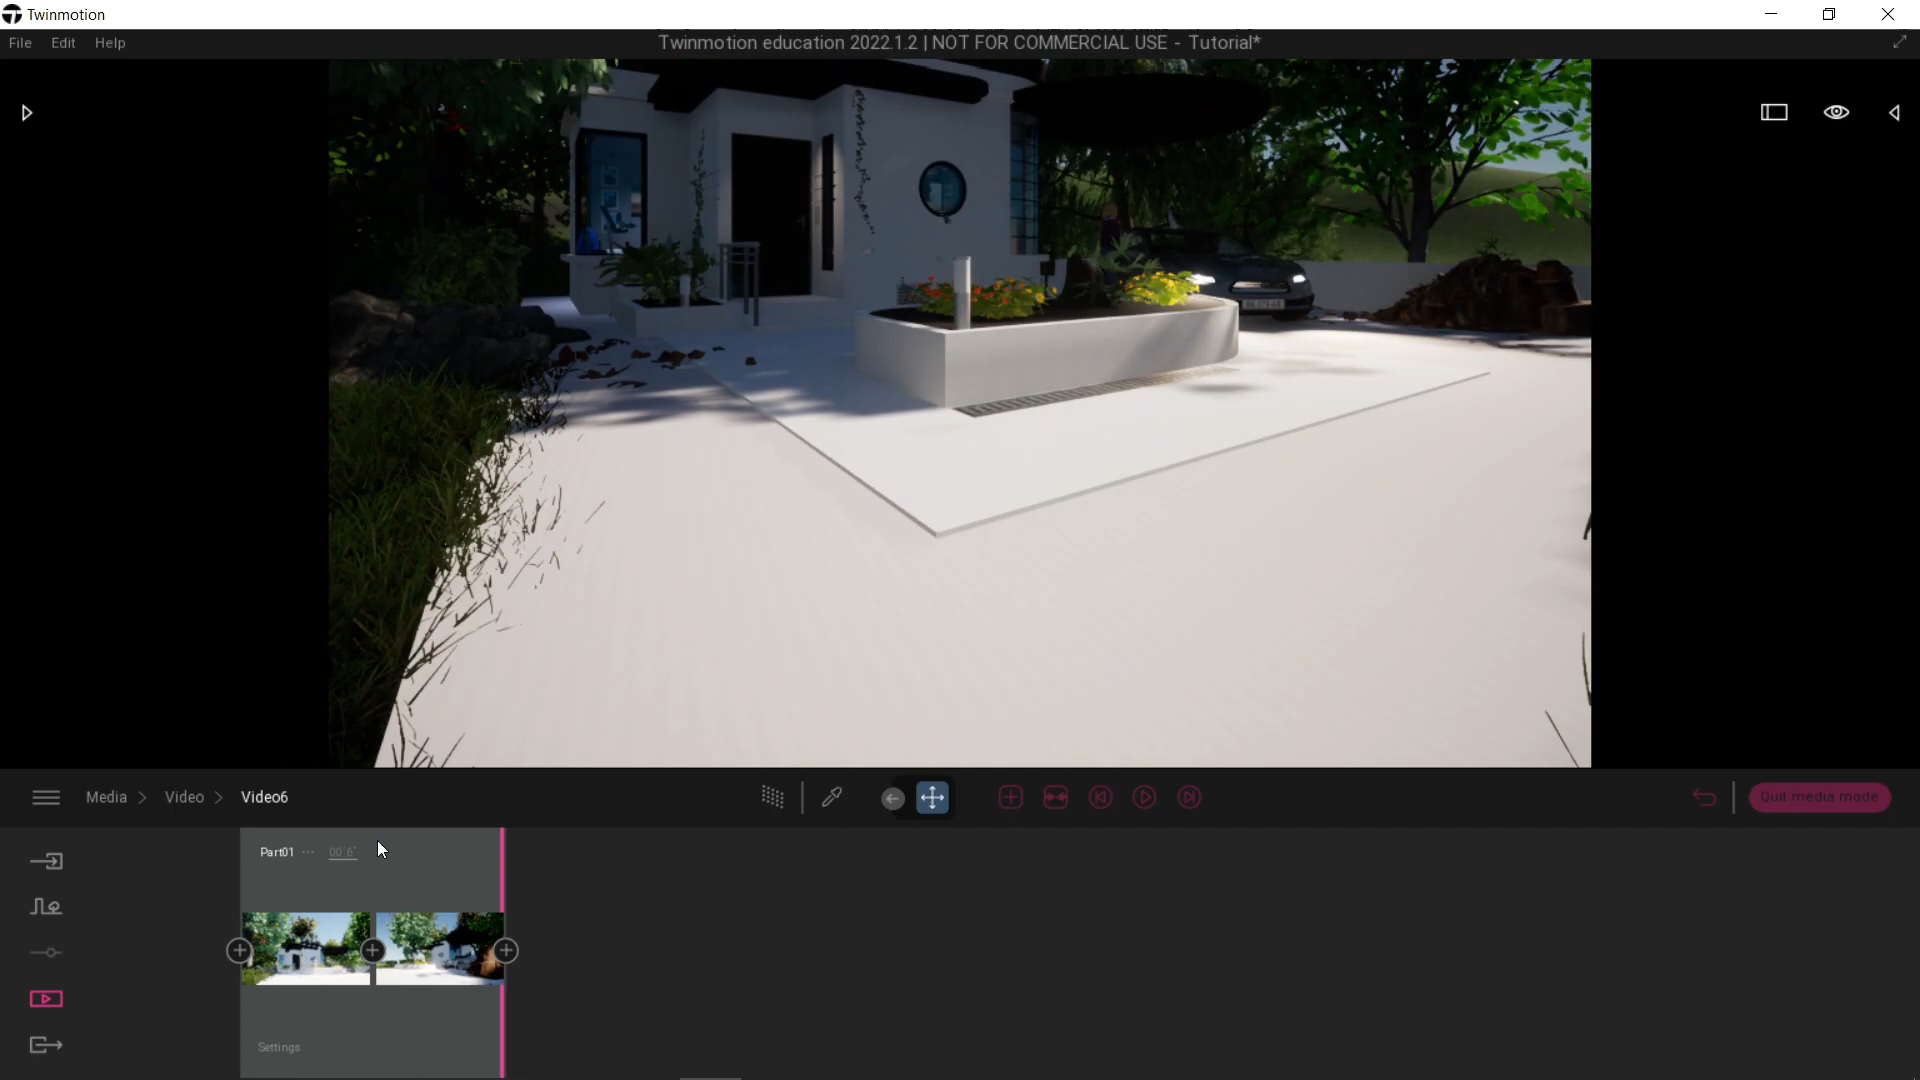 Twinmotion
File Edit Help
Twinmotion education 2022.1.2 | NOT FOR COMMERCIAL USE - Tutorial*
Media Video Video6
Quit media mode
Part01 ··· 00'6"
Settings